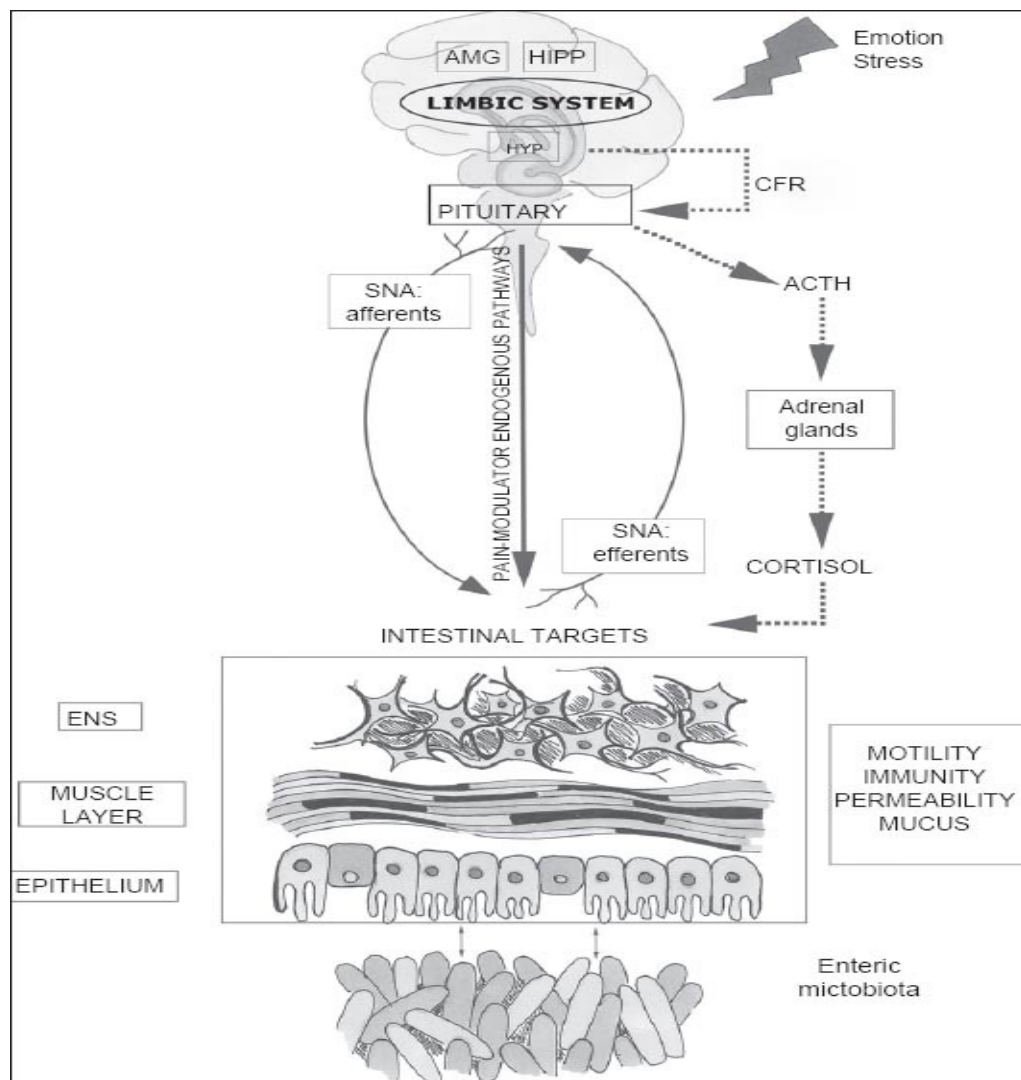 AMG HIPP
Emotion
Stress
LIMBIC SYSTEM
HYP
CFR
PITUITARY
SNA:
afferents
PAIN-MODULATOR ENDOGENOUS PATHWAYS
ACTH
Adrenal
glands
SNA:
efferents
CORTISOL
INTESTINAL TARGETS
ENS
MUSCLE
LAYER
EPITHELIUM
MOTILITY
IMMUNITY
PERMEABILITY
MUCUS
Enteric
mictobiota